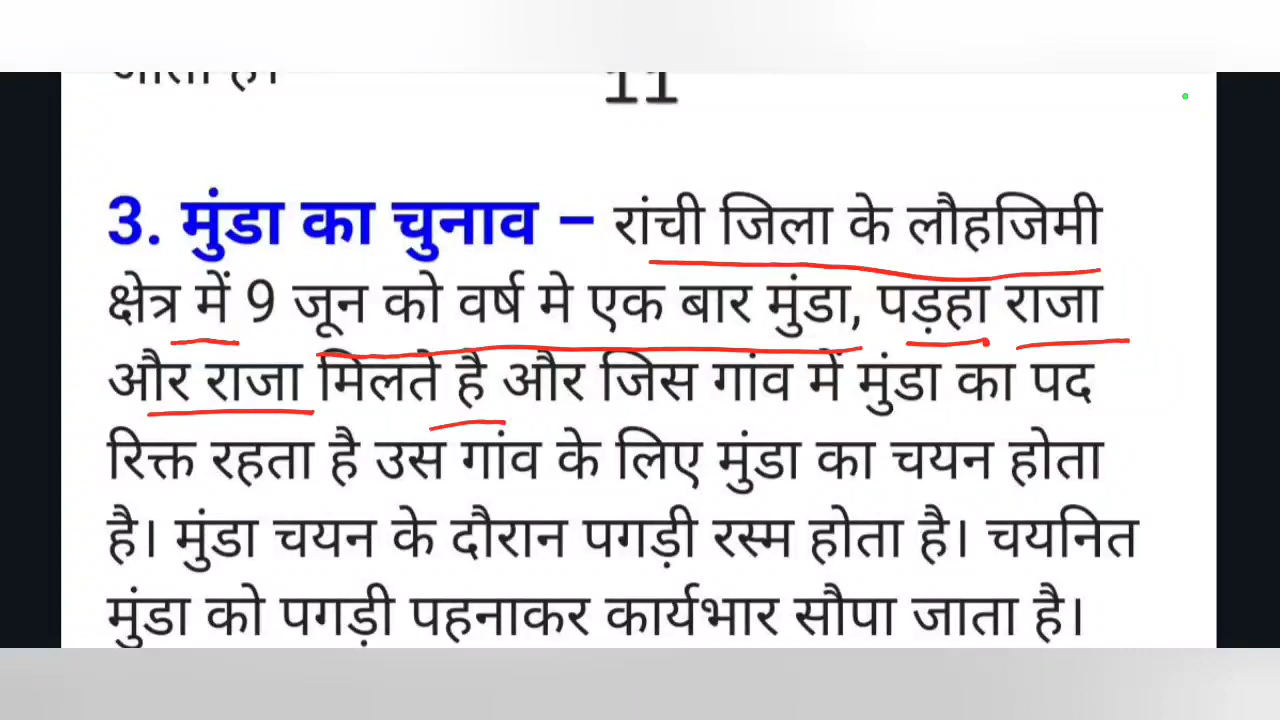 जाता है।
11
3. मुंडा का चुनाव – रांची जिला के लौहजिमी
क्षेत्र में 9 जून को वर्ष मे एक बार मुंडा, पड़हा राजा
और राजा मिलते है और जिस गांव में मुंडा का पद
रिक्त रहता है उस गांव के लिए मुंडा का चयन होता
है। मुंडा चयन के दौरान पगड़ी रस्म होता है। चयनित
मुंडा को पगड़ी पहनाकर कार्यभार सौपा जाता है।